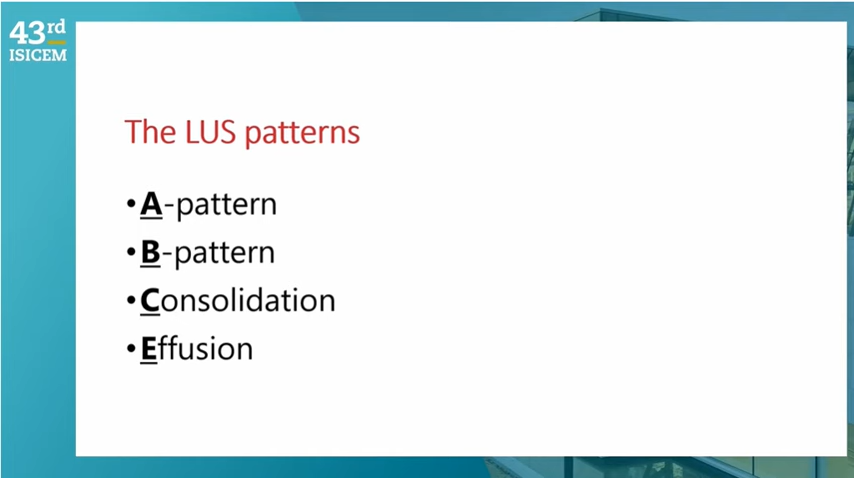 43rd
ISICEM
The LUS patterns
•A-pattern
•B-pattern
•Consolidation
•Effusion